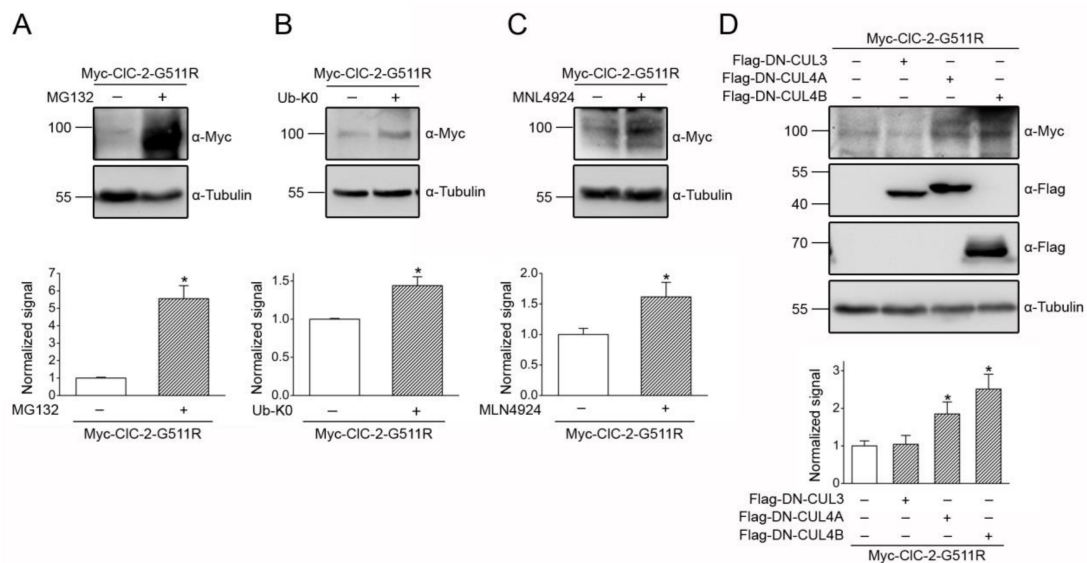 A
Myc-ClC-2-G511R
MG132 – +
100
α-Myc
55
α-Tubulin
Normalized signal
7
6
5
4
3
2
1
0
*
MG132 – +
Myc-ClC-2-G511R
B
Myc-ClC-2-G511R
Ub-K0 – +
100
α-Myc
55
α-Tubulin
Normalized signal
1.5
1.0
0.5
0.0
*
Ub-K0 – +
Myc-ClC-2-G511R
C
Myc-ClC-2-G511R
MNL4924 – +
100
α-Myc
55
α-Tubulin
Normalized signal
2.0
1.5
1.0
0.5
0.0
*
MLN4924 – +
Myc-ClC-2-G511R
D
Myc-ClC-2-G511R
Flag-DN-CUL3 – + – –
Flag-DN-CUL4A – – + –
Flag-DN-CUL4B – – – +
100
α-Myc
55
40
α-Flag
70
α-Flag
55
α-Tubulin
Normalized signal
3
2
1
0
*
*
Flag-DN-CUL3 – + – –
Flag-DN-CUL4A – – + –
Flag-DN-CUL4B – – – +
Myc-ClC-2-G511R